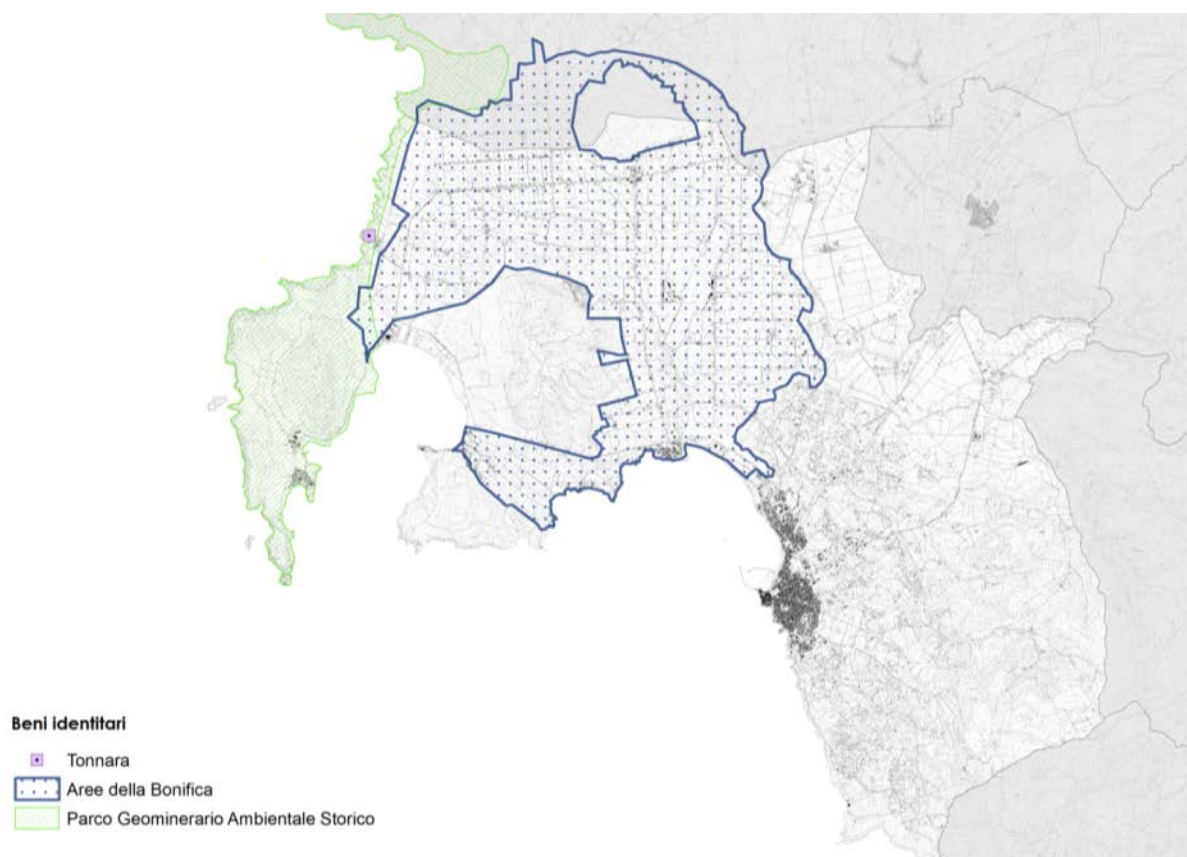 Beni identitari
Tonnara
Aree della Bonifica
Parco Geominerario Ambientale Storico